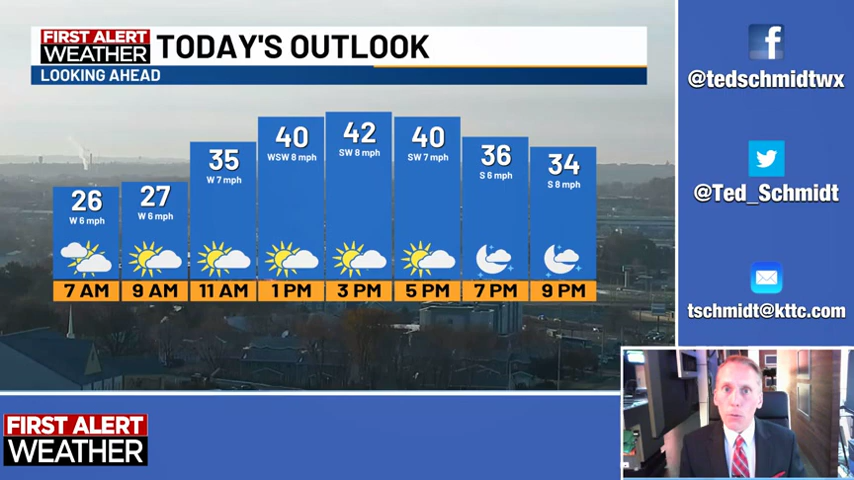 FIRST ALERT
WEATHER
TODAY'S OUTLOOK
LOOKING AHEAD
26
W 6 mph
7 AM
27
W 6 mph
9 AM
35
W 7 mph
11 AM
40
WSW 8 mph
1 PM
42
SW 8 mph
3 PM
40
SW 7 mph
5 PM
36
S 6 mph
7 PM
34
S 8 mph
9 PM
f
@tedschmidtwx
@Ted_Schmidt
tschmidt@kttc.com
FIRST ALERT
WEATHER